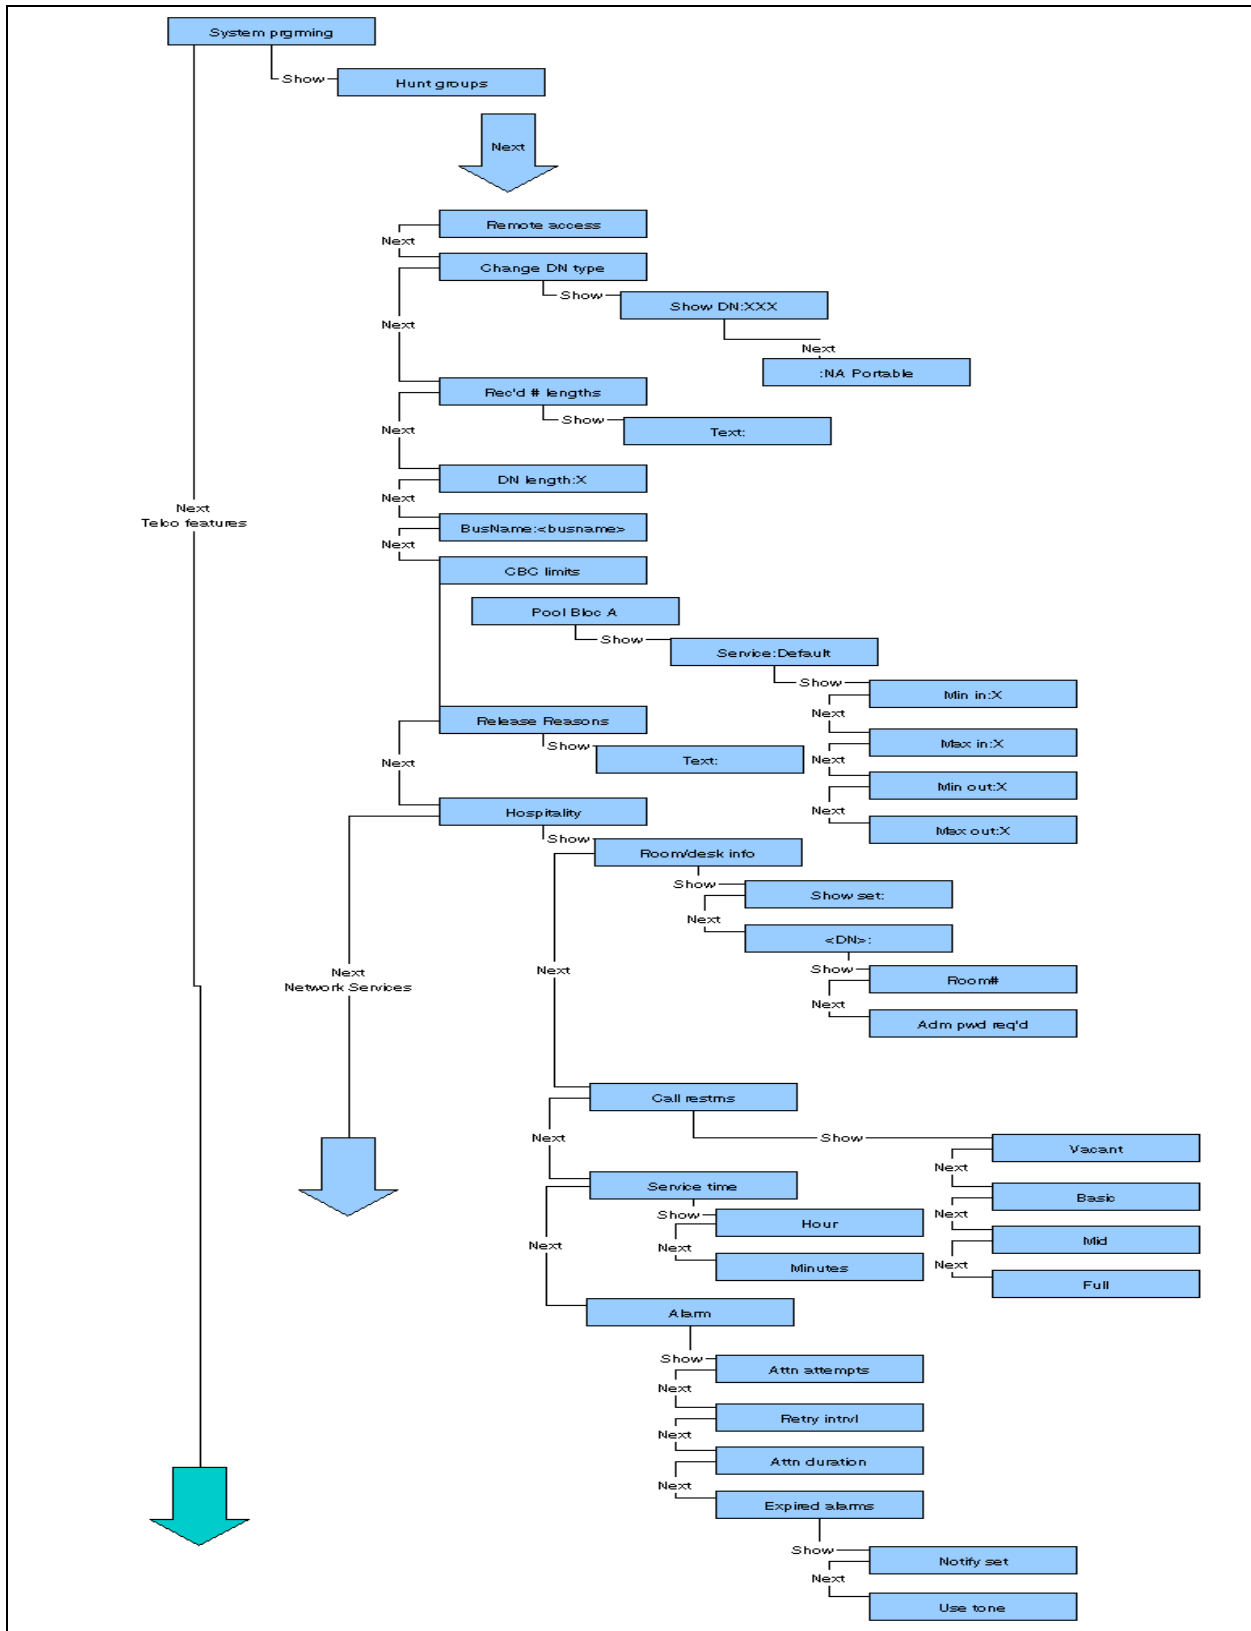 System prgrming
Show
Hunt groups
Next
Remote access
Next
Change DN type
Show
Show DN:XXX
Next
Next
:NA Portable
Rec'd # lengths
Show
Text:
Next
DN length:X
Next
Next
Telco features
BusName:<busname>
Next
CBC limits
Pool Bloc A
Show
Service:Default
Show
Min in:X
Next
Release Reasons
Show
Max in:X
Text:
Next
Next
Min out:X
Hospitality
Next
Max out:X
Show
Room/desk info
Show
Show set:
Next
<DN>:
Show
Next
Network Services
Next
Room#
Next
Adm pwd req'd
Call restrns
Next
Show
Vacant
Next
Service time
Basic
Show
Hour
Next
Next
Next
Mid
Minutes
Next
Full
Alarm
Show
Attn attempts
Next
Retry intrvl
Next
Attn duration
Next
Expired alarms
Show
Notify set
Next
Use tone